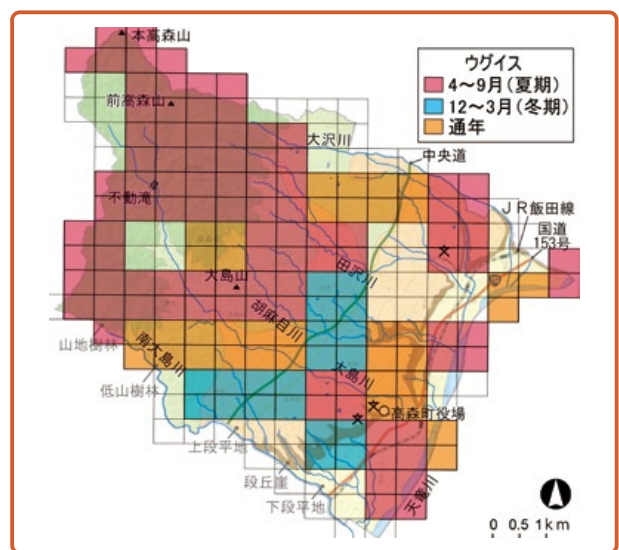 本高森山
ウグイス
4～9月(夏期)
12～3月(冬期)
通年
前高森山
大沢川
中央道
不動滝
JR飯田線
国道
153号
田沢川
大島山
胡麻目川
山地樹林
南大島川
大島川
低山樹林
高森町役場
上段平地
段丘崖
下段平地
天竜川
0 0.5 1km